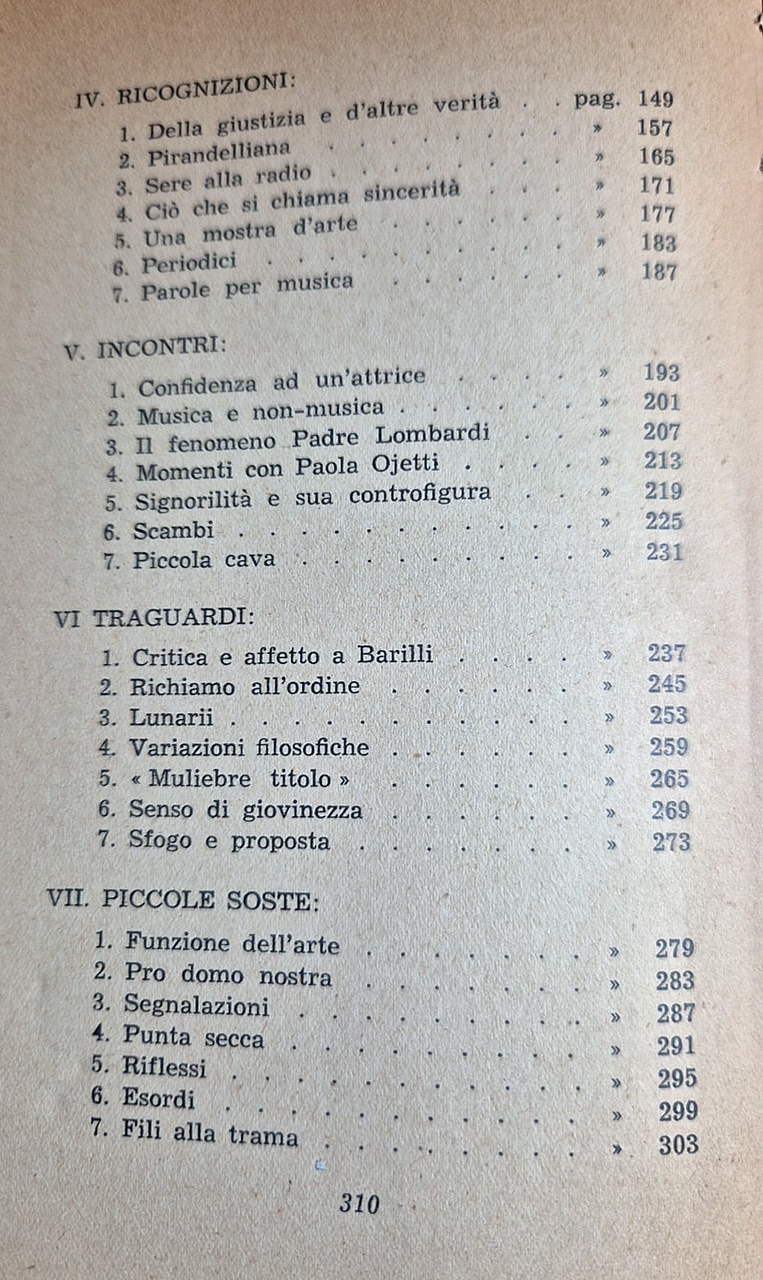 IV. RICOGNIZIONI:
1. Della giustizia e d'altre verità . . pag. 149
2. Pirandelliana . . . . . . » 157
3. Sere alla radio . . . . . . » 165
4. Ciò che si chiama sincerità . . . » 171
5. Una mostra d'arte . . . . . » 177
6. Periodici . . . . . . . » 183
7. Parole per musica . . . . . » 187
V. INCONTRI:
1. Confidenza ad un'attrice . . . . » 193
2. Musica e non-musica . . . . . . » 201
3. Il fenomeno Padre Lombardi . . » 207
4. Momenti con Paola Ojetti . . . . » 213
5. Signorilità e sua controfigura . . » 219
6. Scambi . . . . . . . . . . . » 225
7. Piccola cava . . . . . . . . . » 231
VI TRAGUARDI:
1. Critica e affetto a Barilli . . . . » 237
2. Richiamo all'ordine . . . . . . » 245
3. Lunarii . . . . . . . . . . . » 253
4. Variazioni filosofiche . . . . . . » 259
5. « Muliebre titolo » . . . . . . » 265
6. Senso di giovinezza . . . . . . » 269
7. Sfogo e proposta . . . . . . . » 273
VII. PICCOLE SOSTE:
1. Funzione dell'arte . . . . . . . » 279
2. Pro domo nostra . . . . . . . » 283
3. Segnalazioni . . . . . . . . . » 287
4. Punta secca . . . . . . . . . » 291
5. Riflessi . . . . . . . . . . . » 295
6. Esordi . . . . . . . . . . . » 299
7. Fili alla trama . . . . . . . . » 303
310